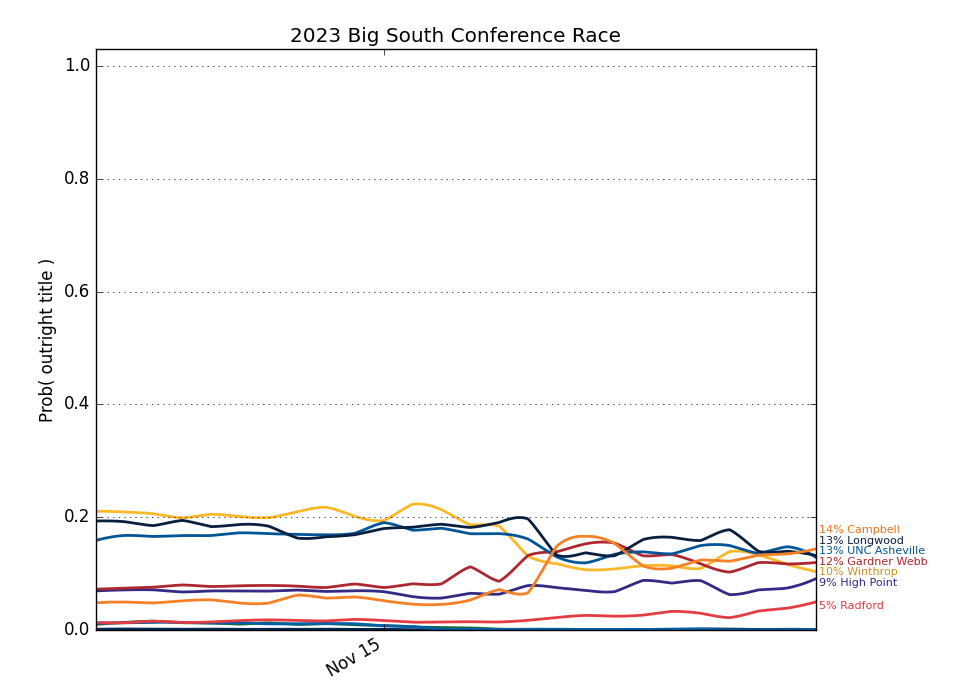 2023 Big South Conference Race
Prob( outright title )
1.0
0.8
0.6
0.4
0.2
0.0
Nov 15
14% Campbell
13% Longwood
13% UNC Asheville
12% Gardner Webb
10% Winthrop
9% High Point
5% Radford